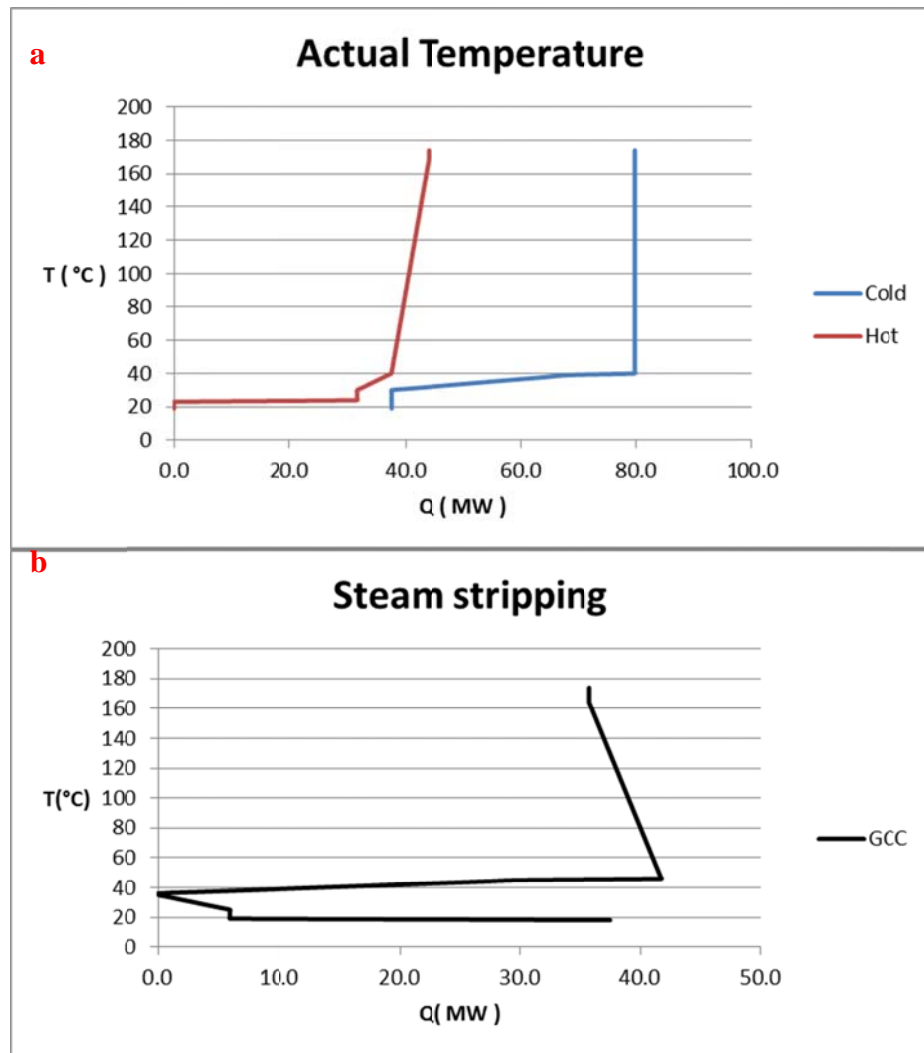 a
Actual Temperature
200
180
160
140
120
T ( °C ) 100
80
60
40
20
0
Cold
Hot
0.0 20.0 40.0 60.0 80.0 100.0
Q ( MW )
b
Steam stripping
200
180
160
140
120
T(°C) 100
80
60
40
20
0
GCC
0.0 10.0 20.0 30.0 40.0 50.0
Q( MW )